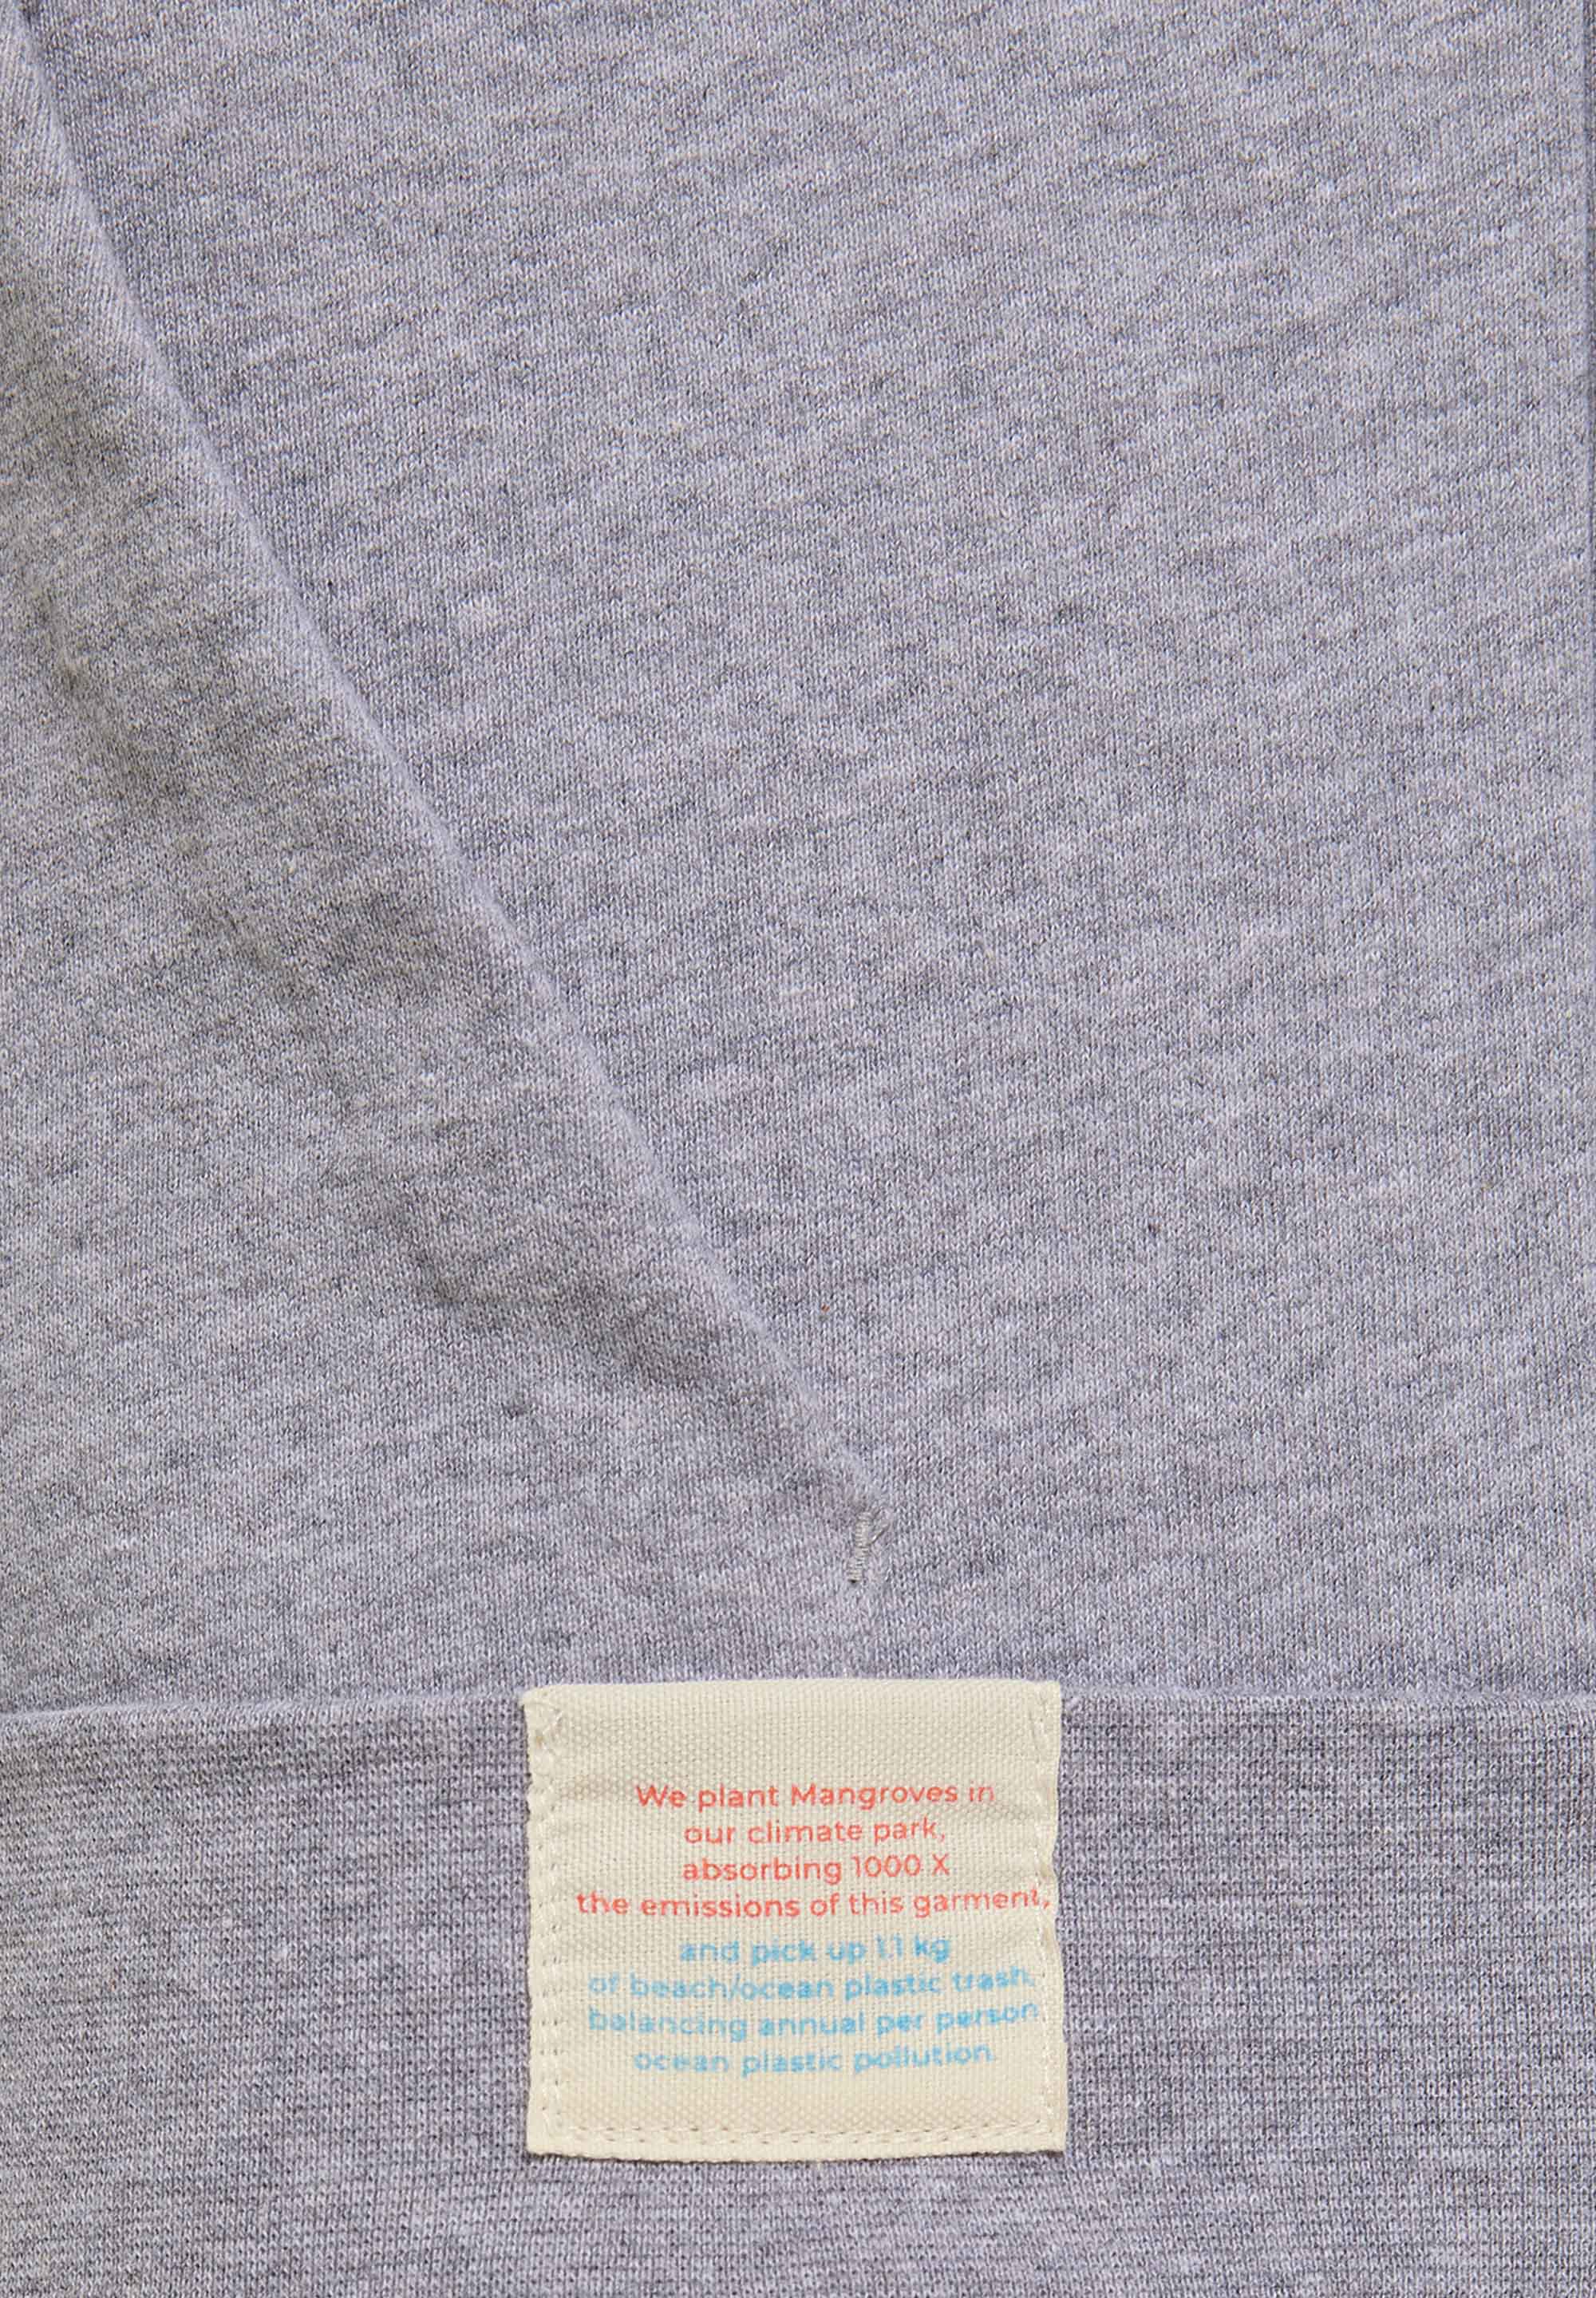 We plant Mangroves in
our climate park,
absorbing 1000 X
the emissions of this garment,
and pick up 1.1 kg
of beach/ocean plastic trash,
balancing annual per person
ocean plastic pollution.